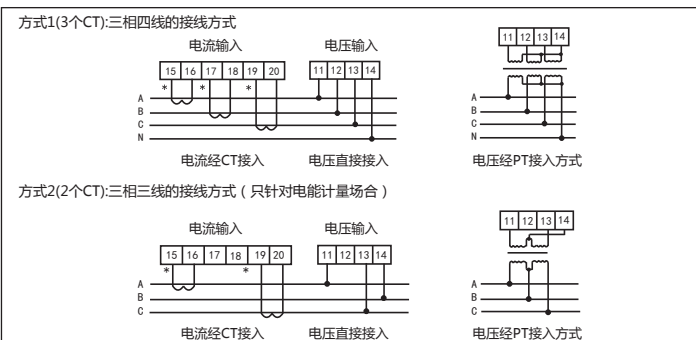 方式1(3个CT):三相四线的接线方式
电流输入 电压输入
15 16 17 18 19 20 11 12 13 14 11 12 13 14
* * *
A A
B B
C C
N N
电流经CT接入 电压直接接入 电压经PT接入方式
方式2(2个CT):三相三线的接线方式（只针对电能计量场合）
电流输入 电压输入
15 16 17 18 19 20 11 12 13 14 11 12 13 14
* *
A A
B B
C C
电流经CT接入 电压直接接入 电压经PT接入方式